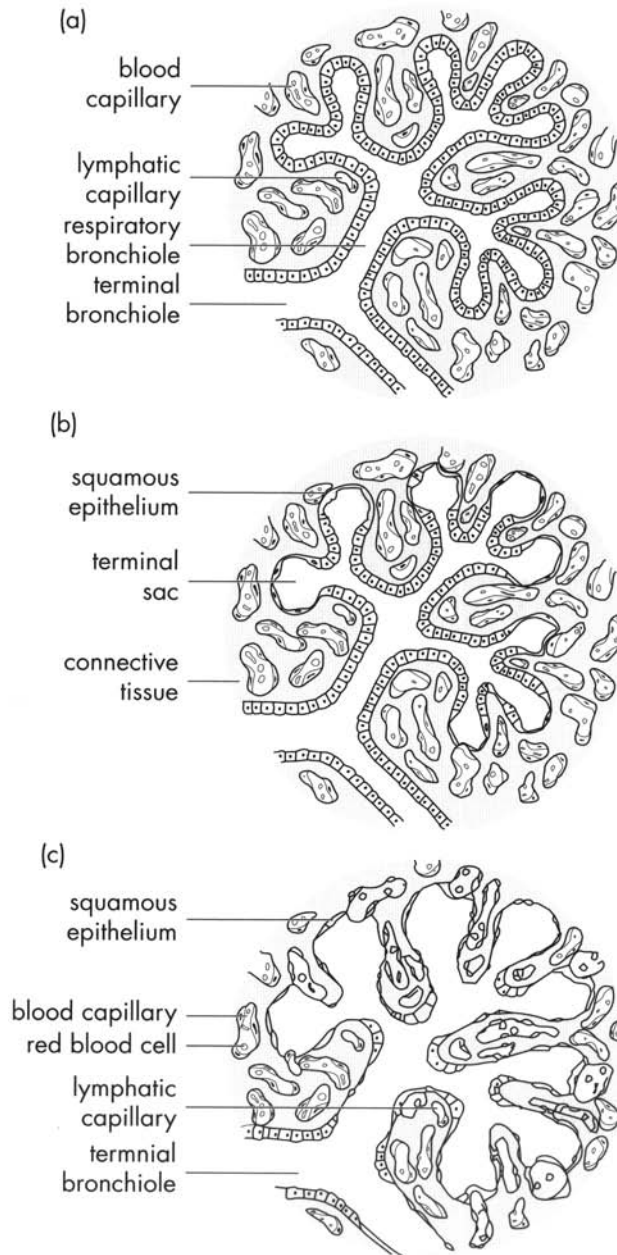 (a)
blood
capillary
lymphatic
capillary
respiratory
bronchiole
terminal
bronchiole
(b)
squamous
epithelium
terminal
sac
connective
tissue
(c)
squamous
epithelium
blood capillary
red blood cell
lymphatic
capillary
termnial
bronchiole